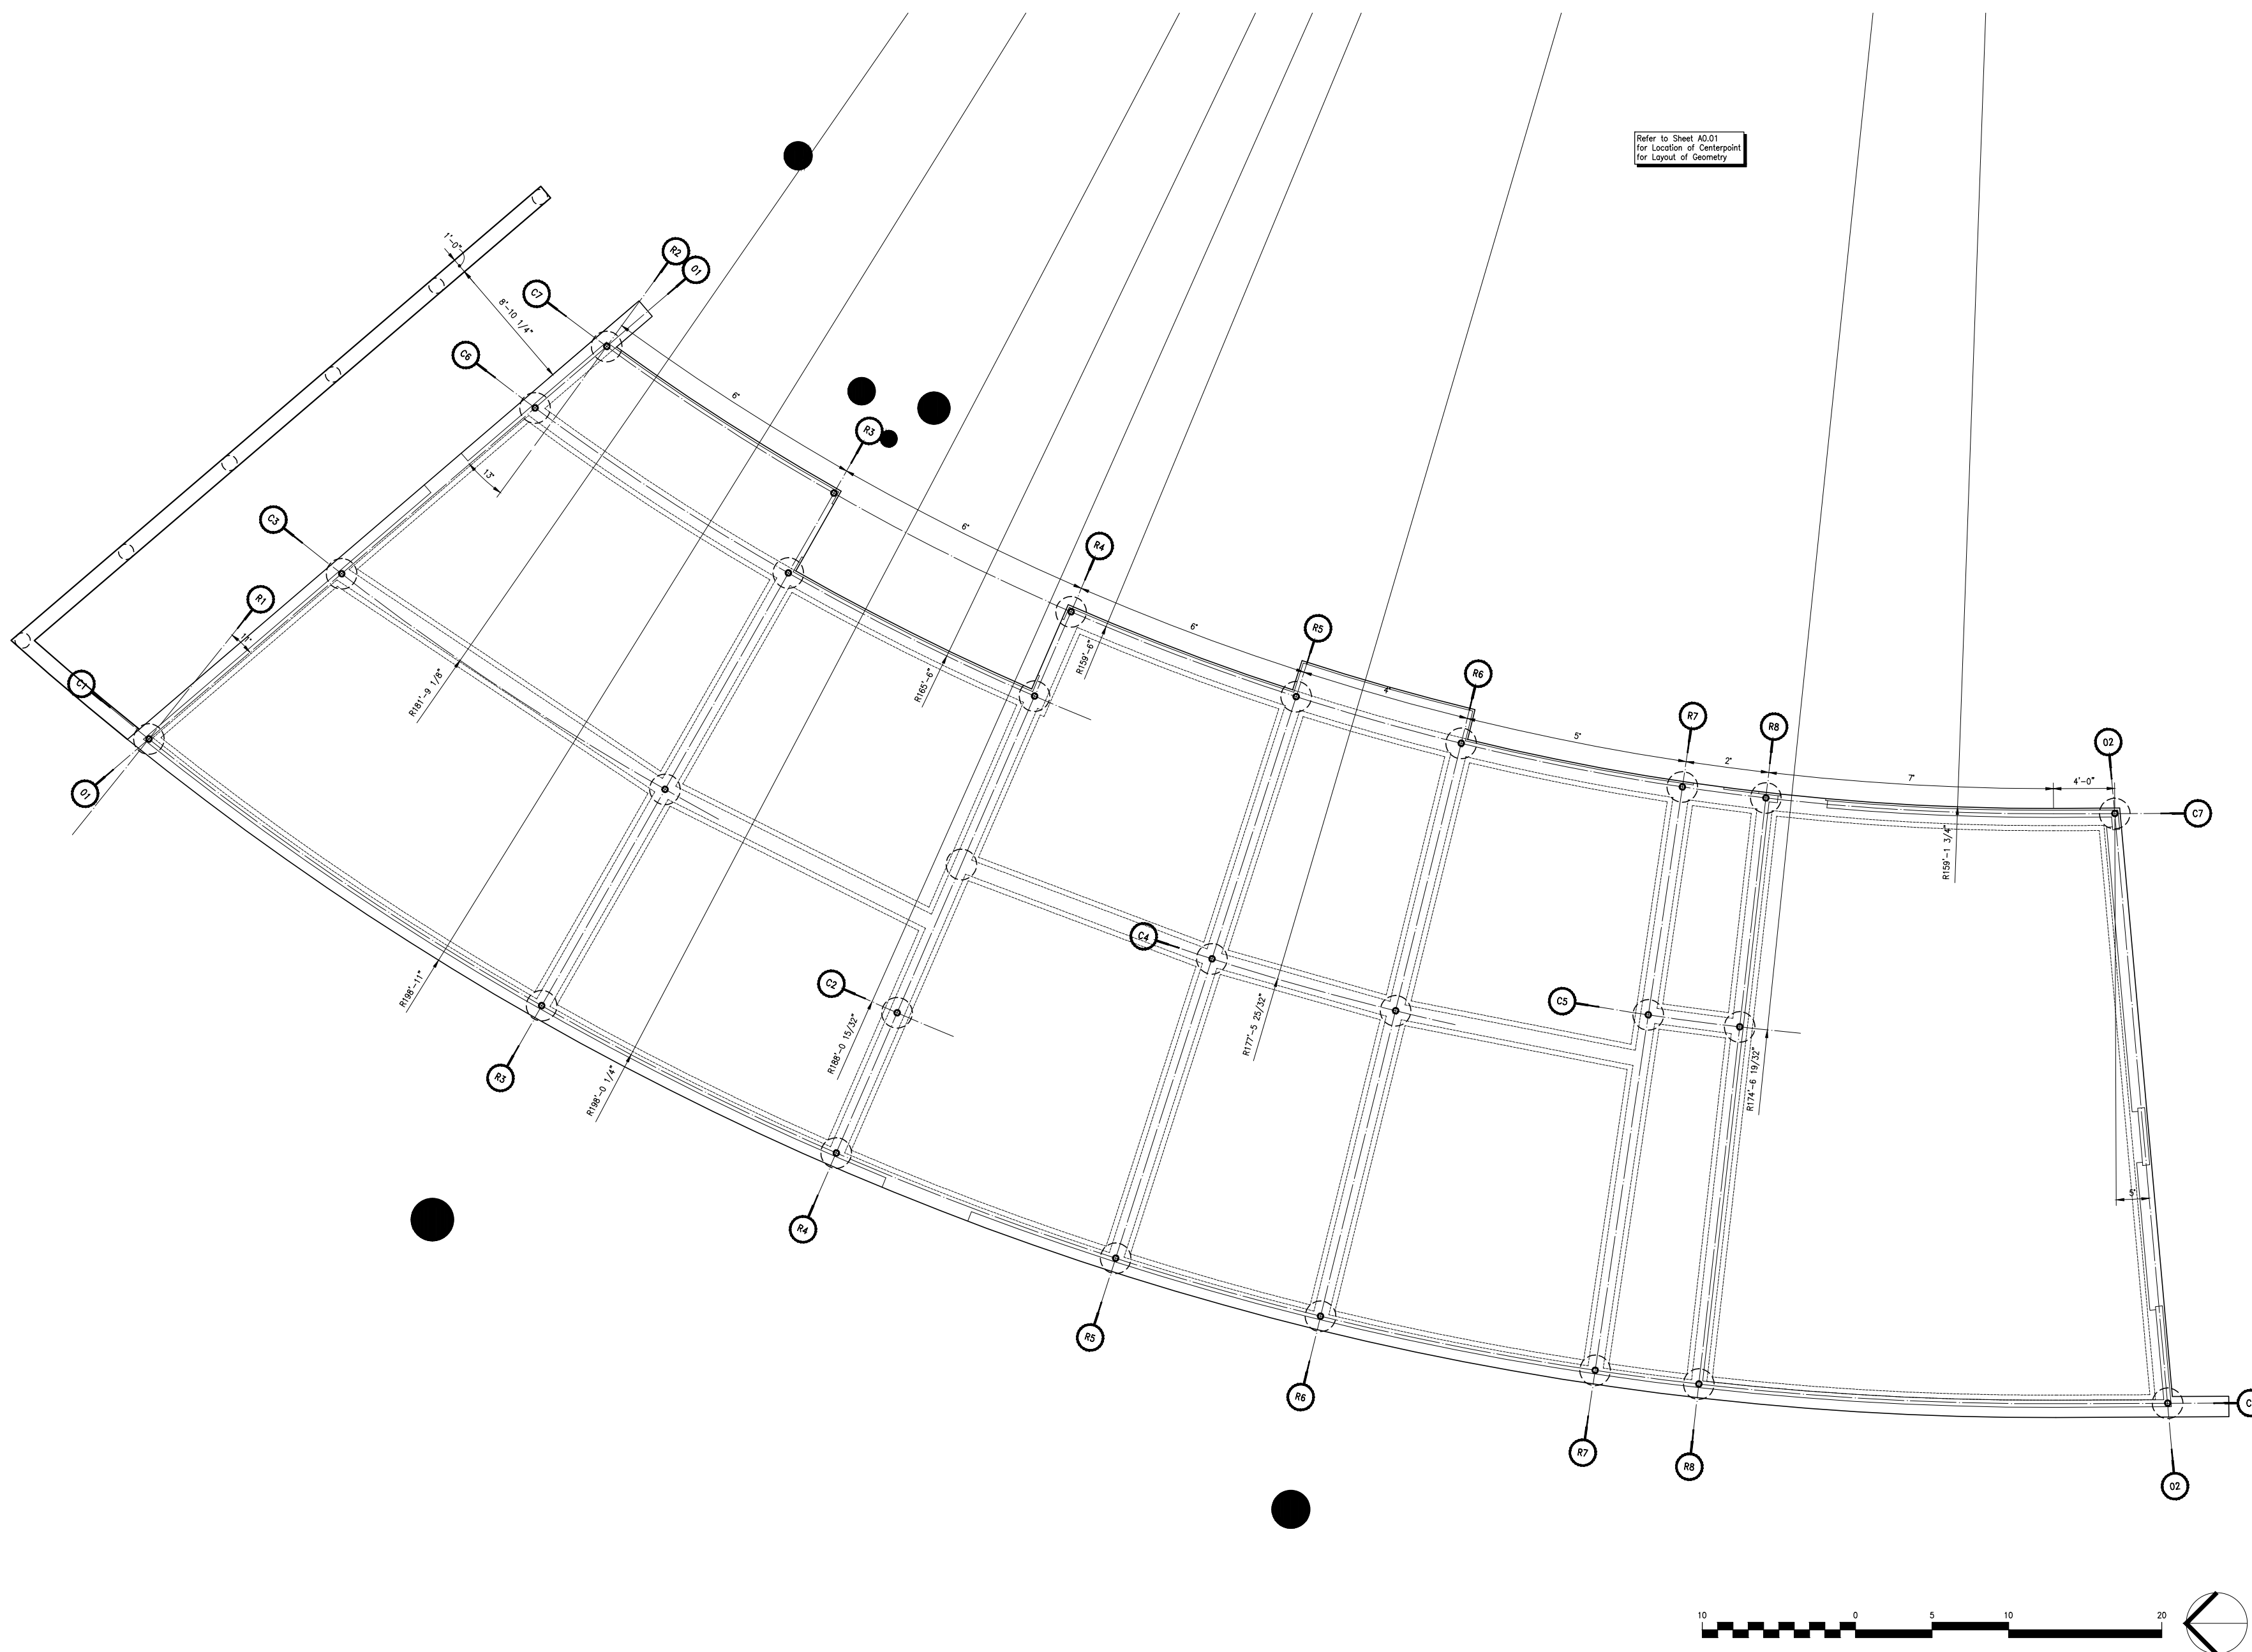 Refer to Sheet A0.01
for Location of Centerpoint
for Layout of Geometry
1'-0"
8'-10 1/4"
R2
O1
C7
C6
6°
R3
13°
6°
C3
R4
R1
11°
6°
R5
R159'-6"
R6
4°
C1
R181'-9 1/8"
R165'-6"
R7
R8
O2
5°
2°
7°
4'-0"
O1
C7
R159'-1 3/4"
C4
R198'-11"
C2
R188'-0 15/32"
R177'-5 25/32"
C5
R174'-6 19/32"
R3
R198'-0 1/4"
5°
R4
R5
R6
R7
R8
O2
10
0
5
10
20